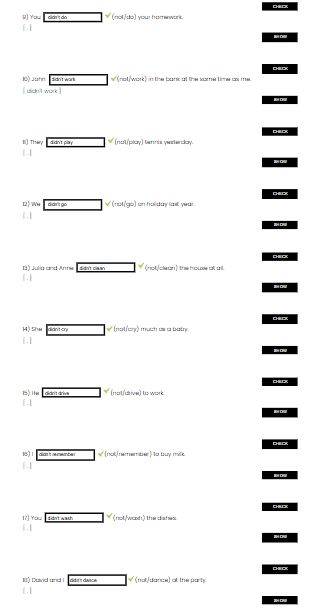 CHECK
9) You didn't do (not/do) your homework.
[ . ]
SHOW
CHECK
10) John didn't work (not/work) in the bank at the same time as me.
[ didn't work ]
SHOW
CHECK
11) They didn't play (not/play) tennis yesterday.
[ . ]
SHOW
CHECK
12) We didn't go (not/go) on holiday last year.
[ . ]
SHOW
CHECK
13) Julia and Anne didn't clean (not/clean) the house at all.
[ . ]
SHOW
CHECK
14) She didn't cry (not/cry) much as a baby.
[ . ]
SHOW
CHECK
15) He didn't drive (not/drive) to work.
[ . ]
SHOW
CHECK
16) I didn't remember (not/remember) to buy milk.
[ . ]
SHOW
CHECK
17) You didn't wash (not/wash) the dishes.
[ . ]
SHOW
CHECK
18) David and I didn't dance (not/dance) at the party.
[ . ]
SHOW